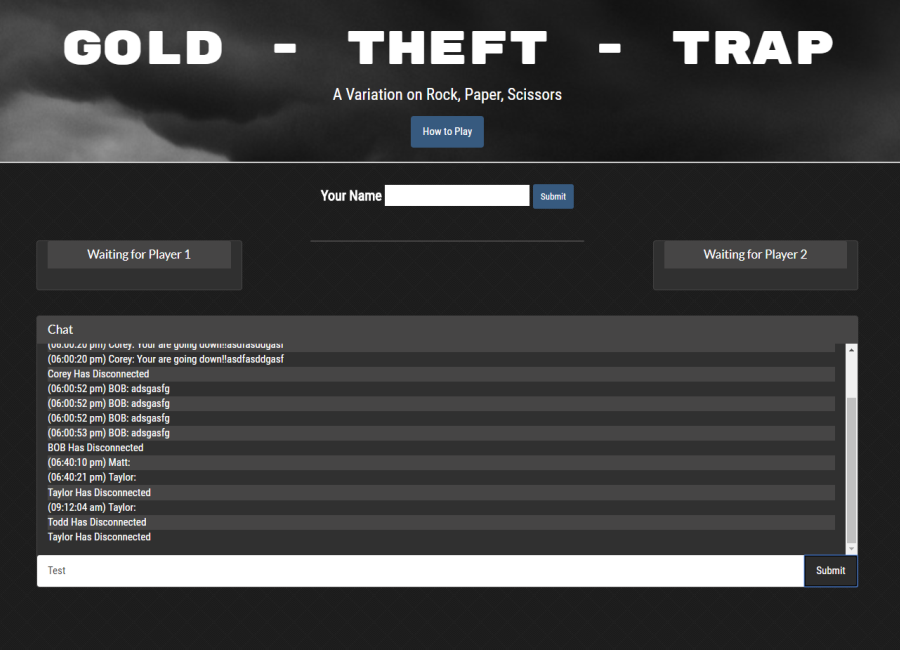 GOLD - THEFT - TRAP
A Variation on Rock, Paper, Scissors
How to Play
Your Name
Submit
Waiting for Player 1
Waiting for Player 2
Chat
(06:00:20 pm) Corey: Your are going down!!asdfasddgasf
(06:00:20 pm) Corey: Your are going down!!asdfasddgasf
Corey Has Disconnected
(06:00:52 pm) BOB: adsgasfg
(06:00:52 pm) BOB: adsgasfg
(06:00:52 pm) BOB: adsgasfg
(06:00:53 pm) BOB: adsgasfg
BOB Has Disconnected
(06:40:10 pm) Matt:
(06:40:21 pm) Taylor:
Taylor Has Disconnected
(09:12:04 am) Taylor:
Todd Has Disconnected
Taylor Has Disconnected
Test
Submit